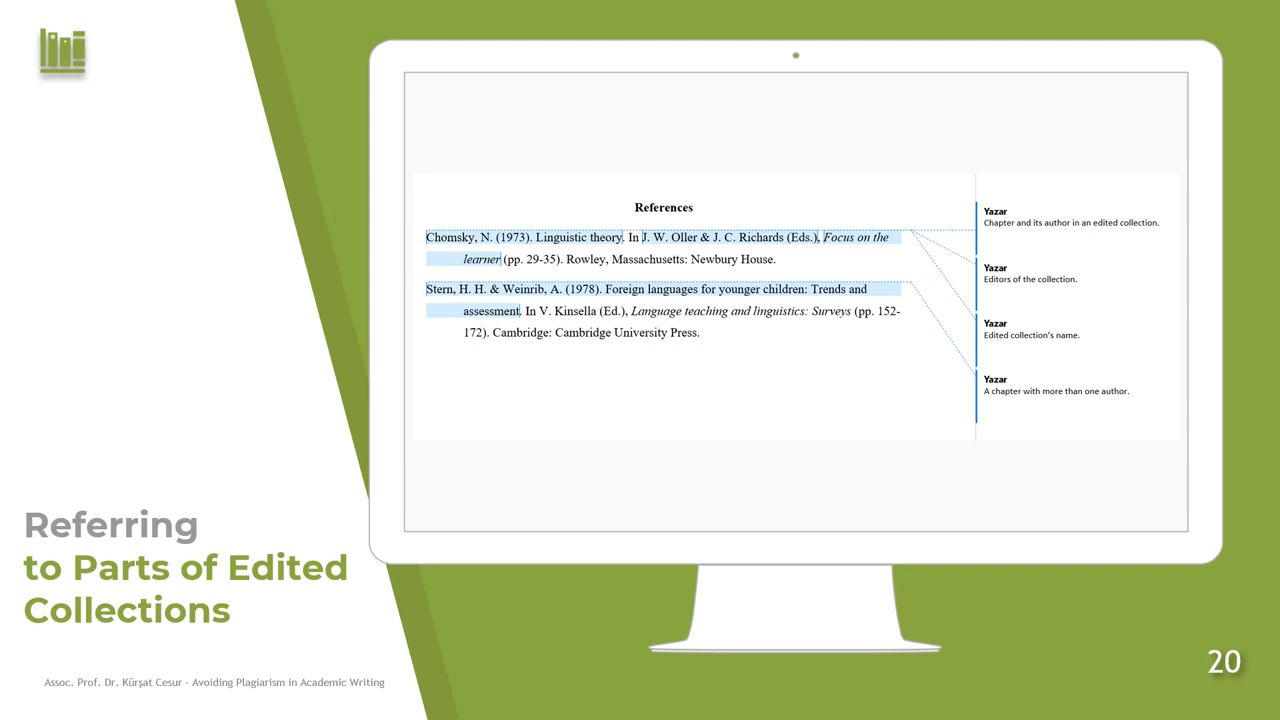 References
Chomsky, N. (1973). Linguistic theory. In J. W. Oller & J. C. Richards (Eds.), Focus on the
learner (pp. 29-35). Rowley, Massachusetts: Newbury House.
Stern, H. H. & Weinrib, A. (1978). Foreign languages for younger children: Trends and
assessment. In V. Kinsella (Ed.), Language teaching and linguistics: Surveys (pp. 152-
172). Cambridge: Cambridge University Press.
Yazar
Chapter and its author in an edited collection.
Yazar
Editors of the collection.
Yazar
Edited collection's name.
Yazar
A chapter with more than one author.
Referring
to Parts of Edited
Collections
Assoc. Prof. Dr. Kürşat Cesur - Avoiding Plagiarism in Academic Writing
20